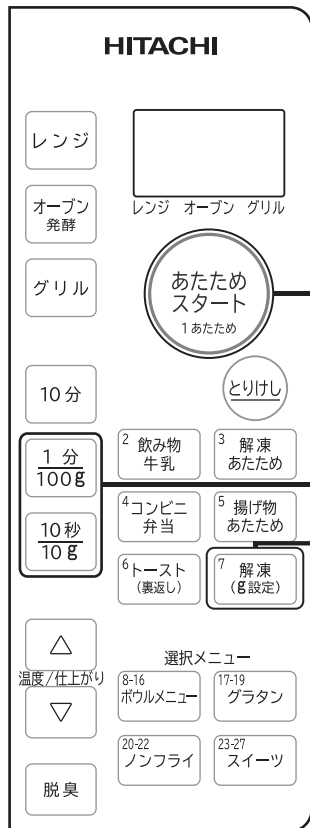 HITACHI
レンジ
オーブン
発酵
グリル
レンジ オーブン グリル
あたため
スタート
1あたため
とりけし
10分
1分
100g
10秒
10g
2 飲み物
牛乳
3 解凍
あたため
4 コンビニ
弁当
5 揚げ物
あたため
6 トースト
(裏返し)
7 解凍
(g設定)
△
温度/仕上がり
▽
脱臭
選択メニュー
8-16
ボウルメニュー
17-19
グラタン
20-22
ノンフライ
23-27
スイーツ